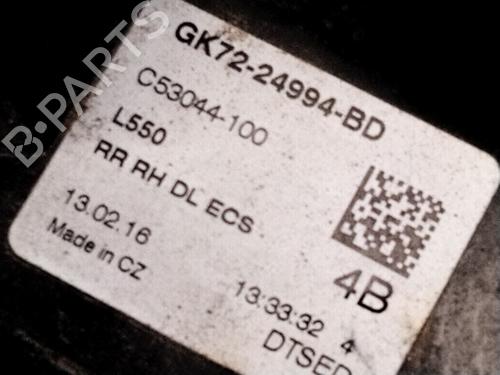 GK72-24994-BD
C53044-100
L550
RR RH DL ECS
13.02.16
Made in CZ
4B
13:33:32 4
DTSED
B-PARTS